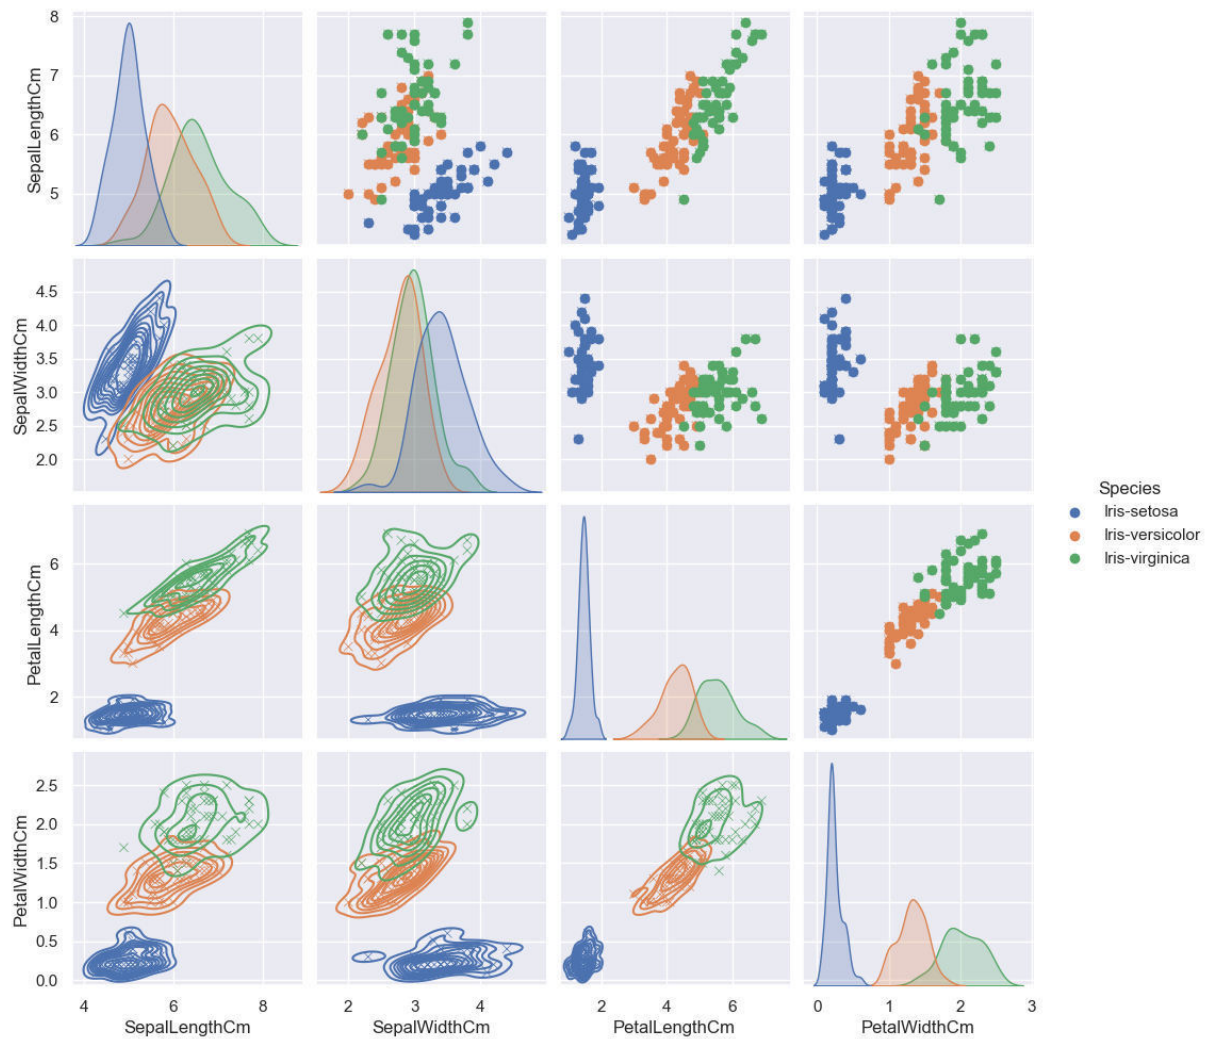 8
7
6
5
SepalLengthCm
4.5
4.0
3.5
3.0
2.5
2.0
SepalWidthCm
Species
Iris-setosa
Iris-versicolor
Iris-virginica
6
4
2
PetalLengthCm
2.5
2.0
1.5
1.0
0.5
0.0
PetalWidthCm
4 6 8 2 3 4 2 4 6 0 1 2 3
SepalLengthCm SepalWidthCm PetalLengthCm PetalWidthCm